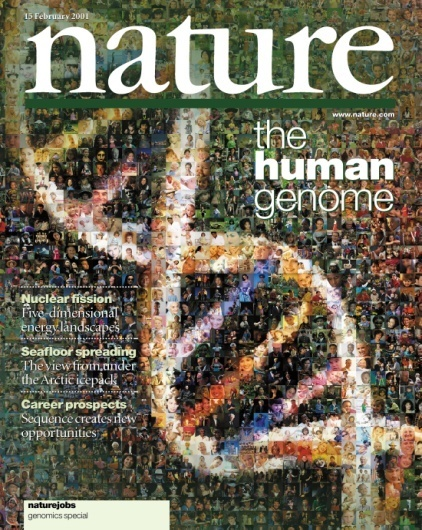 15 February 2001
nature
www.nature.com
the
human
genome
Nuclear fission
Five-dimensional
energy landscapes
Seafloor spreading
The view from under
the Arctic icepack
Career prospects
Sequence creates new
opportunities
naturejobs
genomics special